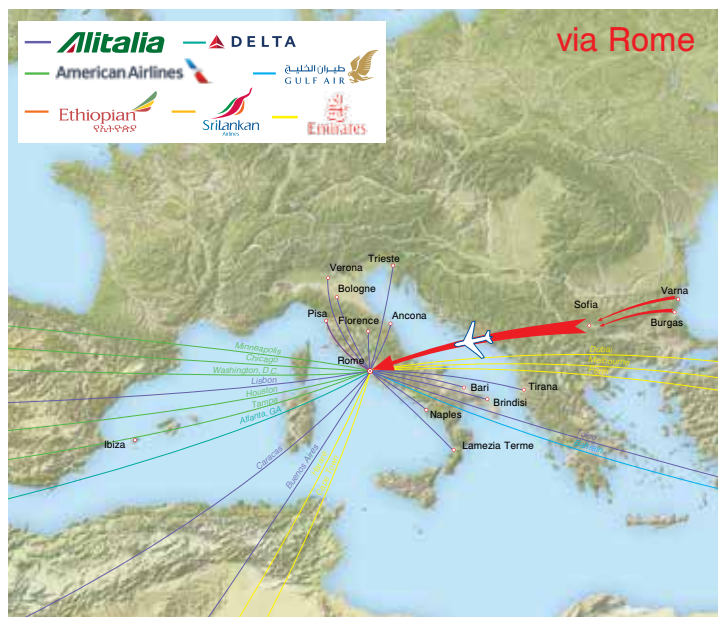 via Rome
Alitalia
DELTA
American Airlines
طيران الخليج
GULF AIR
Ethiopian
የኢትዮጵያ
SriLankan
Airlines
Emirates
Trieste
Verona
Bologne
Varna
Sofia
Pisa
Florence
Ancona
Burgas
Minneapolis
Chicago
Rome
Dubai
Washington, D.C.
Lisbon
Houston
Tampa
Atlanta, GA
Bari
Tirana
Brindisi
Naples
Ibiza
Lamezia Terme
Caracas
Buenos Aires